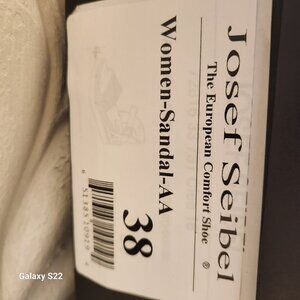 Josef Seibel
The European Comfort Shoe ®
Women-Sandal-AA
38
Galaxy S22